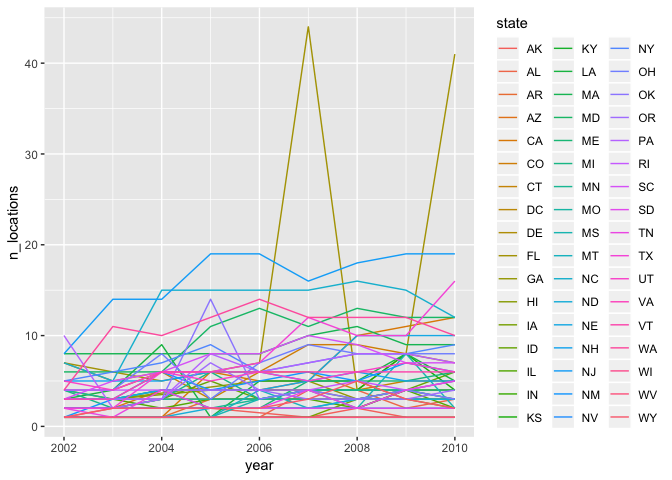 state
AK KY NY
AL LA OH
AR MA OK
AZ MD OR
CA ME PA
CO MI RI
CT MN SC
DC MO SD
DE MS TN
FL MT TX
GA NC UT
HI ND VA
IA NE VT
ID NH WA
IL NJ WI
IN NM WV
KS NV WY
n_locations
40
30
20
10
0
2002 2004 2006 2008 2010
year